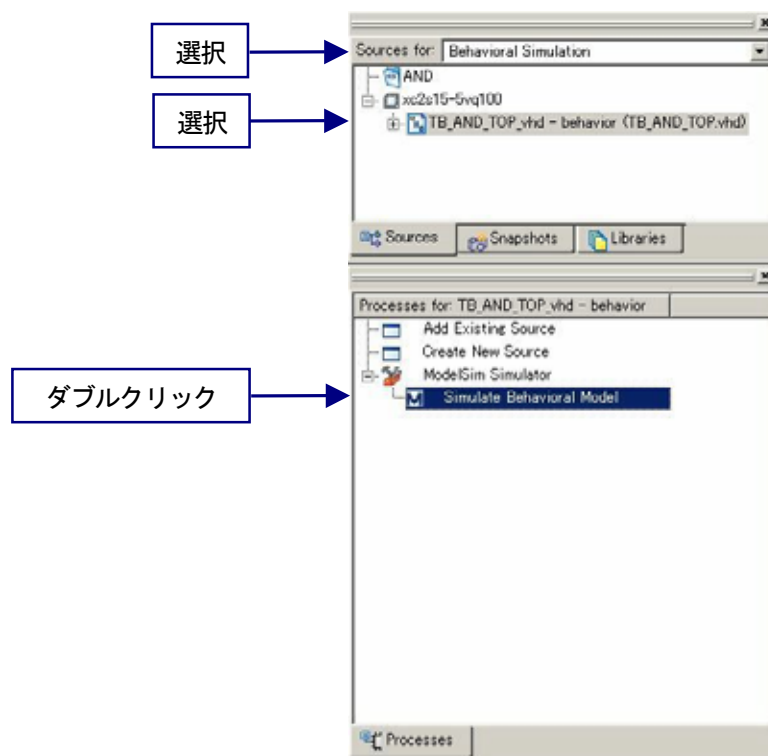 選択
Sources for: Behavioral Simulation
AND
xc2s15-5vq100
選択
TB_AND_TOP_vhd - behavior (TB_AND_TOP.vhd)
Sources
Snapshots
Libraries
Processes for: TB_AND_TOP_vhd - behavior
Add Existing Source
Create New Source
ModelSim Simulator
ダブルクリック
Simulate Behavioral Model
Processes